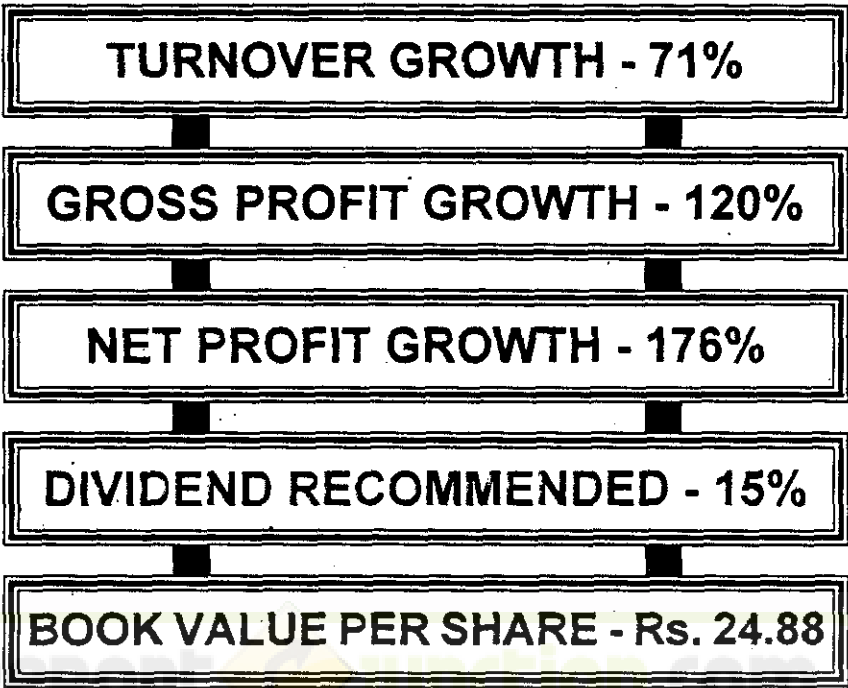 TURNOVER GROWTH - 71%
GROSS PROFIT GROWTH - 120%
NET PROFIT GROWTH - 176%
DIVIDEND RECOMMENDED - 15%
BOOK VALUE PER SHARE - Rs. 24.88